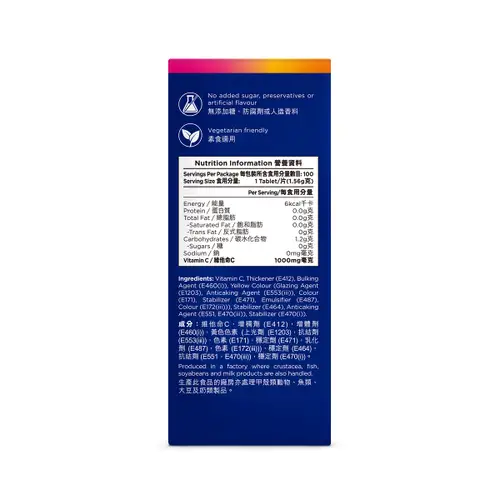 No added sugar, preservatives or
artificial flavour
無添加糖、防腐劑或人造香料
Vegetarian friendly
素食適用
Nutrition Information 營養資料
Servings Per Package 每包裝所含食用分量數目: 100
Serving Size 食用分量: 1 Tablet/片(1.56g克)
Per Serving/每食用分量
Energy / 能量 6kcal千卡
Protein / 蛋白質 0.0g克
Total Fat / 總脂肪 0.0g克
-Saturated Fat / 飽和脂肪 0.0g克
-Trans Fat / 反式脂肪 0g克
Carbohydrates / 碳水化合物 1.2g克
-Sugars / 糖 0g克
Sodium / 鈉 0mg毫克
Vitamin C / 維他命C 1000mg毫克
Ingredients: Vitamin C, Thickener (E412), Bulking
Agent (E460(i)), Yellow Colour (Glazing Agent
(E1203), Anticaking Agent (E553(iii)), Colour
(E171), Stabilizer (E471), Emulsifier (E487),
Colour (E172(iii))), Stabilizer (E464), Anticaking
Agent (E551, E470(iii)), Stabilizer (E470(i)).
成分：維他命C、增稠劑 (E412)、增體劑
(E460(i))、黃色色素 (上光劑 (E1203)、抗結劑
(E553(iii))、色素 (E171)、穩定劑 (E471)、乳化
劑 (E487)、色素 (E172(iii)))、穩定劑 (E464)、
抗結劑 (E551、E470(iii))、穩定劑 (E470(i))。
Produced in a factory where crustacea, fish,
soyabeans and milk products are also handled.
生產此食品的廠房亦處理甲殼類動物、魚類、
大豆及奶類製品。